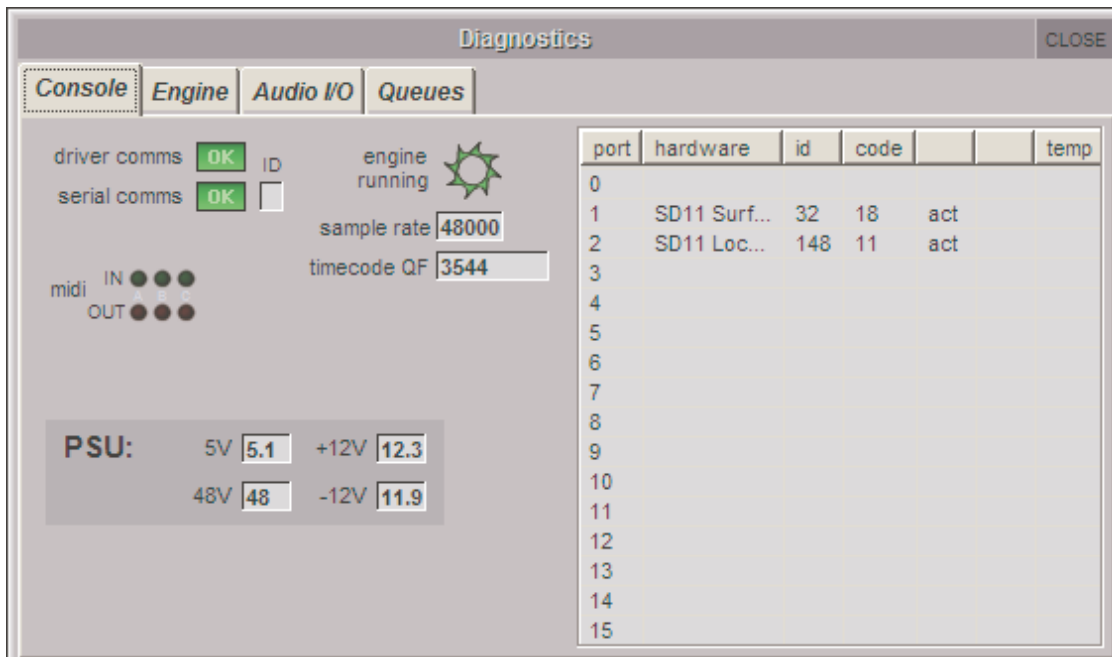 Diagnostics CLOSE
Console Engine Audio I/O Queues
driver comms OK ID
serial comms OK
engine running
sample rate 48000
timecode QF 3544
midi IN
A B C
OUT
PSU: 5V 5.1 +12V 12.3
48V 48 -12V 11.9
port hardware id code temp
0
1 SD11 Surf... 32 18 act
2 SD11 Loc... 148 11 act
3
4
5
6
7
8
9
10
11
12
13
14
15